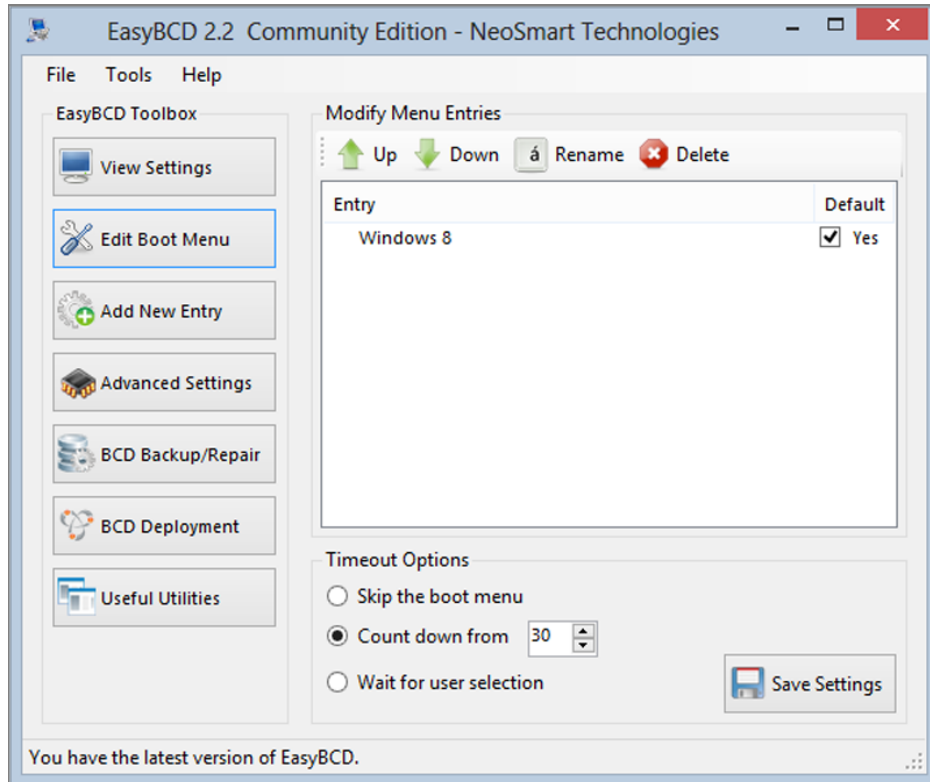 EasyBCD 2.2 Community Edition - NeoSmart Technologies
File Tools Help
EasyBCD Toolbox
View Settings
Edit Boot Menu
Add New Entry
Advanced Settings
BCD Backup/Repair
BCD Deployment
Useful Utilities
Modify Menu Entries
Up Down á Rename Delete
Entry Default
Windows 8 Yes
Timeout Options
Skip the boot menu
Count down from 30
Wait for user selection
Save Settings
You have the latest version of EasyBCD.